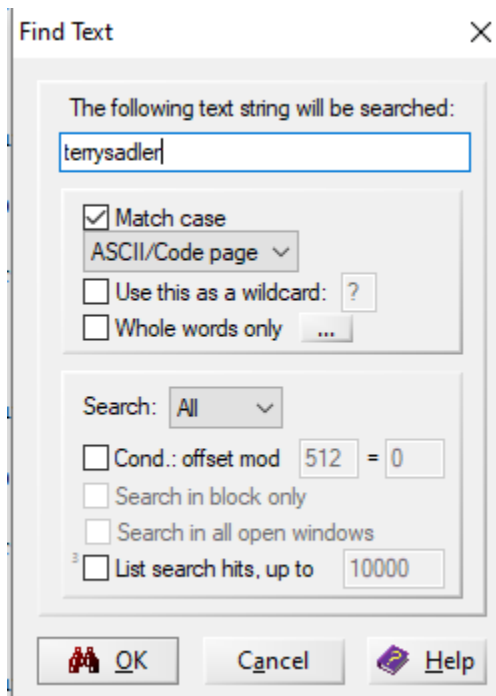 Find Text
The following text string will be searched:
terrysadler
Match case
ASCII/Code page
Use this as a wildcard: ?
Whole words only ...
Search: All
Cond.: offset mod 512 = 0
Search in block only
Search in all open windows
3 List search hits, up to 10000
OK Cancel Help